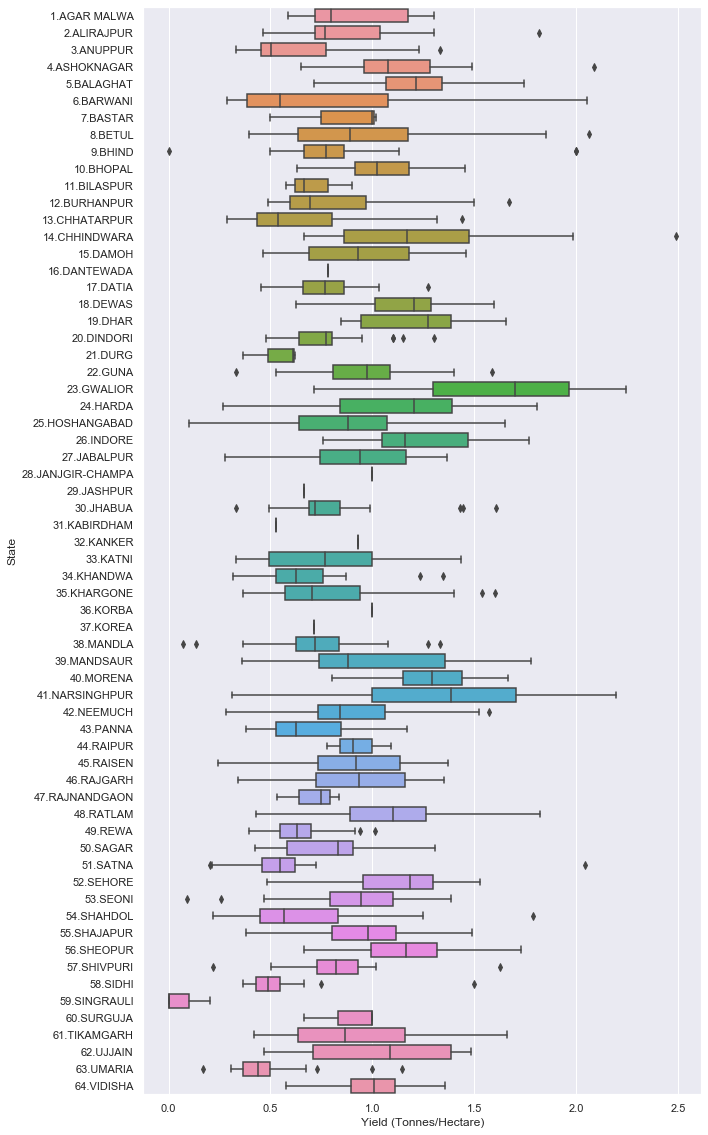 1.AGAR MALWA
2.ALIRAJPUR
3.ANUPPUR
4.ASHOKNAGAR
5.BALAGHAT
6.BARWANI
7.BASTAR
8.BETUL
9.BHIND
10.BHOPAL
11.BILASPUR
12.BURHANPUR
13.CHHATARPUR
14.CHHINDWARA
15.DAMOH
16.DANTEWADA
17.DATIA
18.DEWAS
19.DHAR
20.DINDORI
21.DURG
22.GUNA
23.GWALIOR
24.HARDA
25.HOSHANGABAD
26.INDORE
27.JABALPUR
28.JANJGIR-CHAMPA
29.JASHPUR
30.JHABUA
31.KABIRDHAM
32.KANKER
33.KATNI
34.KHANDWA
35.KHARGONE
36.KORBA
37.KOREA
38.MANDLA
39.MANDSAUR
40.MORENA
41.NARSINGHPUR
42.NEEMUCH
43.PANNA
44.RAIPUR
45.RAISEN
46.RAJGARH
47.RAJNANDGAON
48.RATLAM
49.REWA
50.SAGAR
51.SATNA
52.SEHORE
53.SEONI
54.SHAHDOL
55.SHAJAPUR
56.SHEOPUR
57.SHIVPURI
58.SIDHI
59.SINGRAULI
60.SURGUJA
61.TIKAMGARH
62.UJJAIN
63.UMARIA
64.VIDISHA
State
0.0 0.5 1.0 1.5 2.0 2.5
Yield (Tonnes/Hectare)